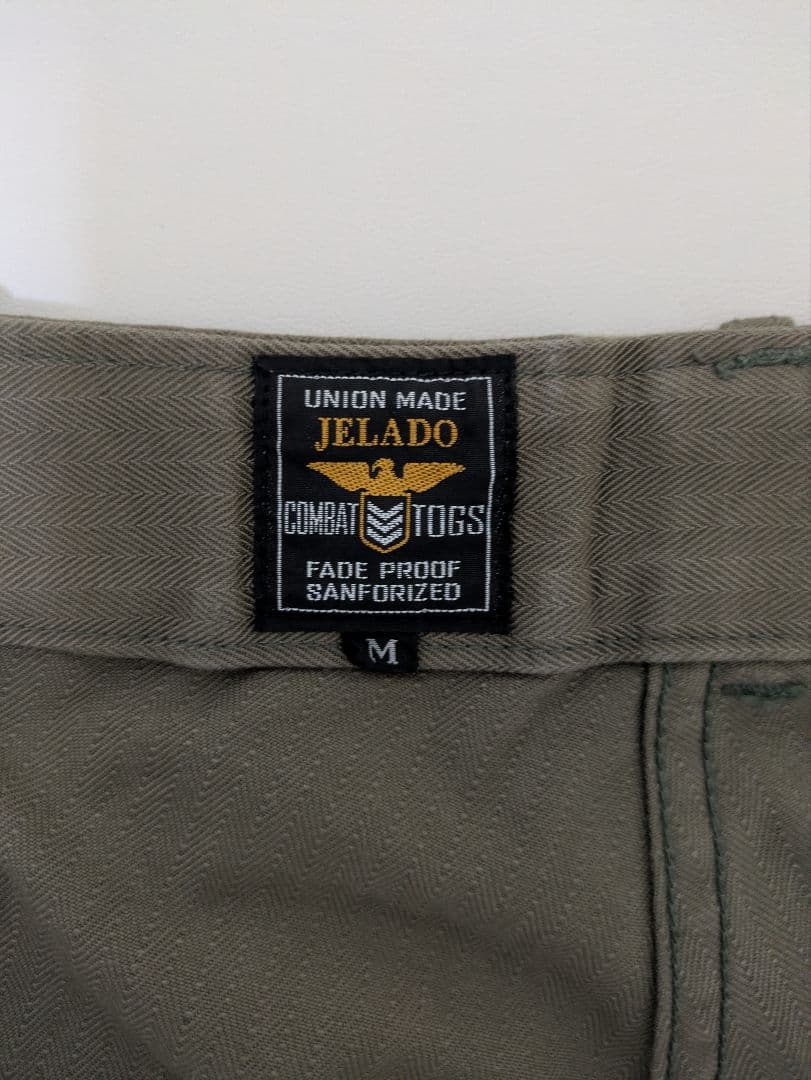 UNION MADE
JELADO
COMBAT TOGS
FADE PROOF
SANFORIZED
M